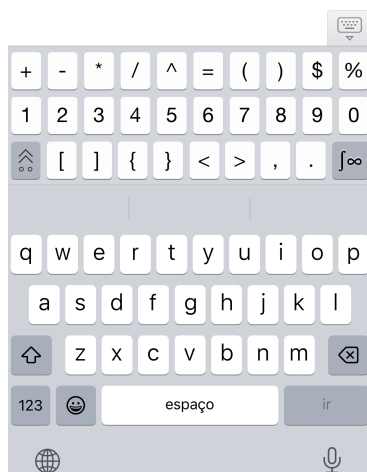 + - * / ^ = ( ) $ %
1 2 3 4 5 6 7 8 9 0
[ ] { } < > , . ∫∞
q w e r t y u i o p
a s d f g h j k l
z x c v b n m
123 espaço ir